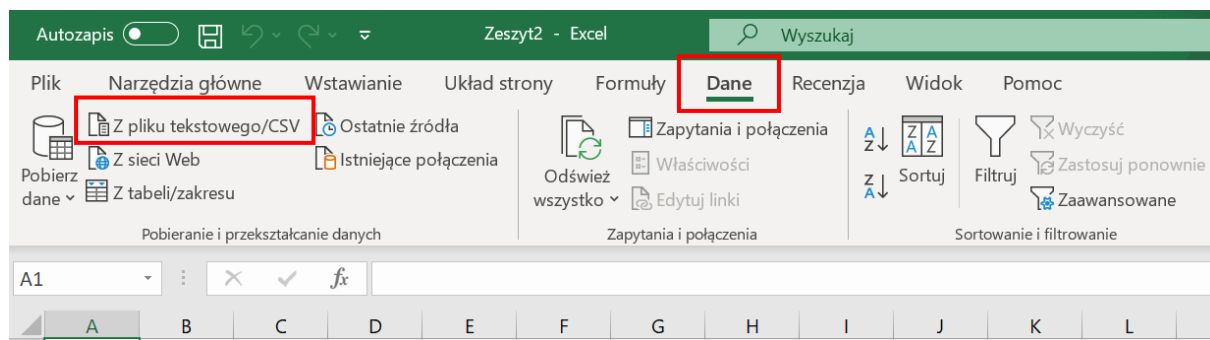 Autozapis Zeszyt2 - Excel Wyszukaj
Plik Narzędzia główne Wstawianie Układ strony Formuły Dane Recenzja Widok Pomoc
Pobierz dane
Z pliku tekstowego/CSV
Z sieci Web
Z tabeli/zakresu
Ostatnie źródła
Istniejące połączenia
Pobieranie i przekształcanie danych
Odśwież
wszystko
Zapytania i połączenia
Właściwości
Edytuj linki
Zapytania i połączenia
Sortuj
Filtruj
Wyczyść
Zastosuj ponownie
Zaawansowane
Sortowanie i filtrowanie
A1 fx
A B C D E F G H I J K L